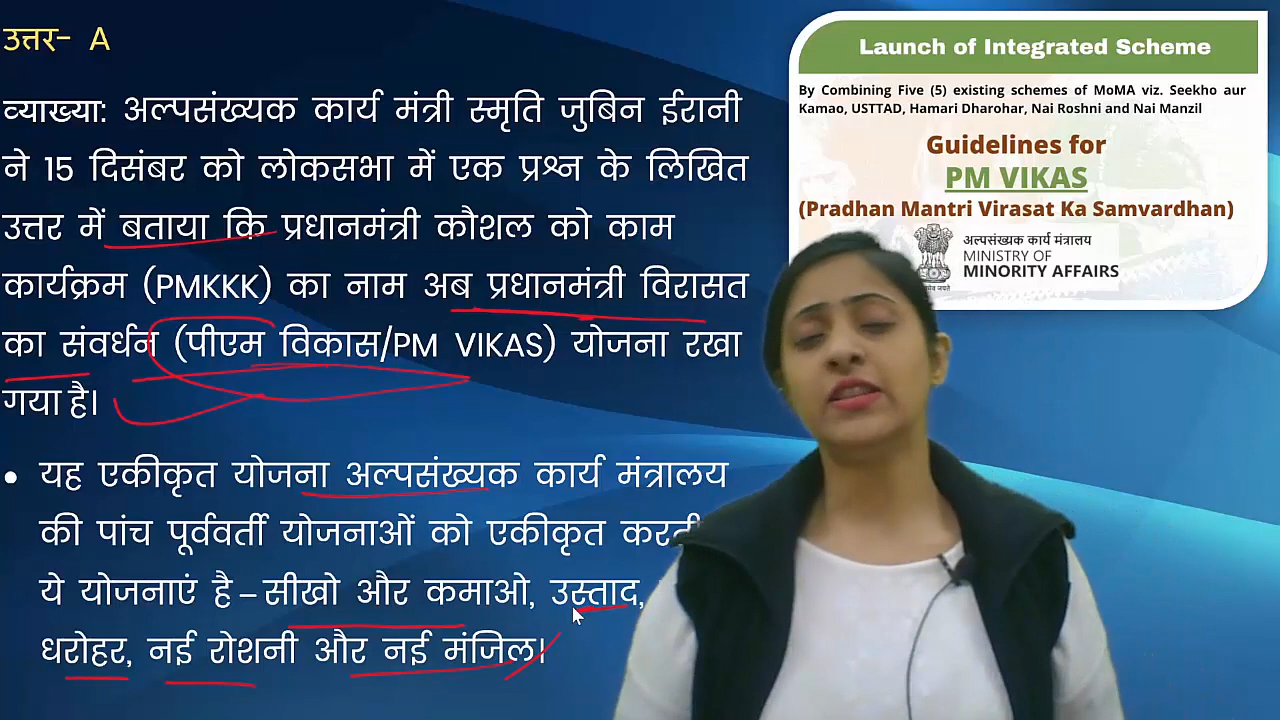 उत्तर- A
व्याख्या: अल्पसंख्यक कार्य मंत्री स्मृति जुबिन ईरानी
ने 15 दिसंबर को लोकसभा में एक प्रश्न के लिखित
उत्तर में बताया कि प्रधानमंत्री कौशल को काम
कार्यक्रम (PMKKK) का नाम अब प्रधानमंत्री विरासत
का संवर्धन (पीएम विकास/PM VIKAS) योजना रखा
गया है।
• यह एकीकृत योजना अल्पसंख्यक कार्य मंत्रालय
की पांच पूर्ववर्ती योजनाओं को एकीकृत
ये योजनाएं है – सीखो और कमाओ, उस्ताद,
धरोहर, नई रोशनी और नई मंजिल।
Launch of Integrated Scheme
By Combining Five (5) existing schemes of MoMA viz. Seekho aur
Kamao, USTTAD, Hamari Dharohar, Nai Roshni and Nai Manzil
Guidelines for
PM VIKAS
(Pradhan Mantri Virasat Ka Samvardhan)
अल्पसंख्यक कार्य मंत्रालय
MINISTRY OF
MINORITY AFFAIRS